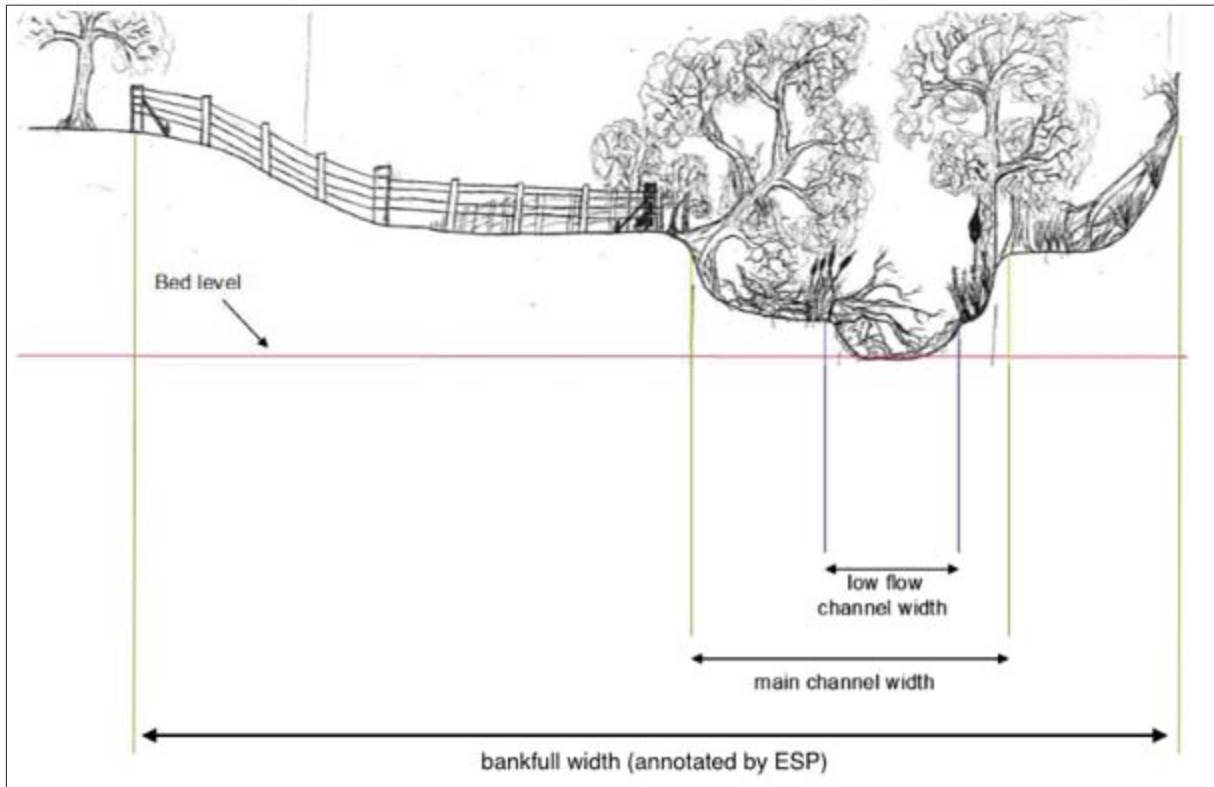 Bed level
low flow
channel width
main channel width
bankfull width (annotated by ESP)